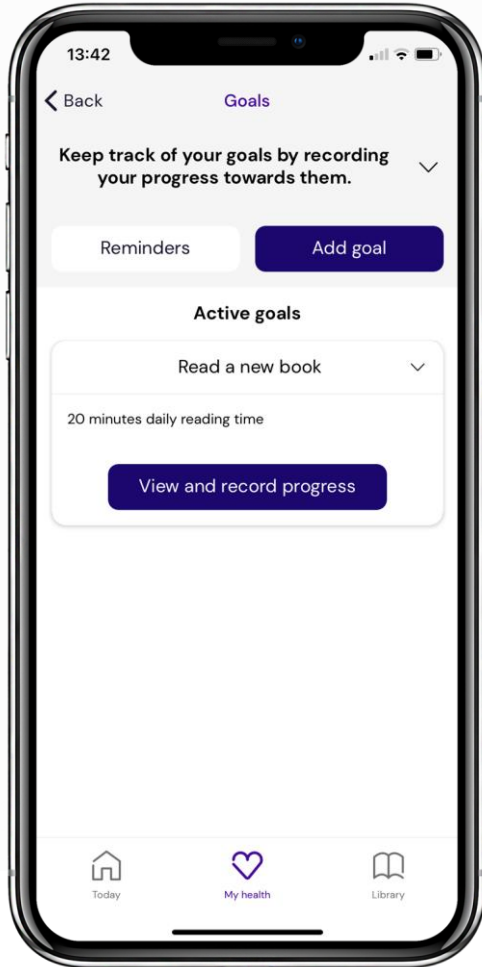 13:42
Back
Goals
Keep track of your goals by recording
your progress towards them.
Reminders
Add goal
Active goals
Read a new book
20 minutes daily reading time
View and record progress
Today
My health
Library